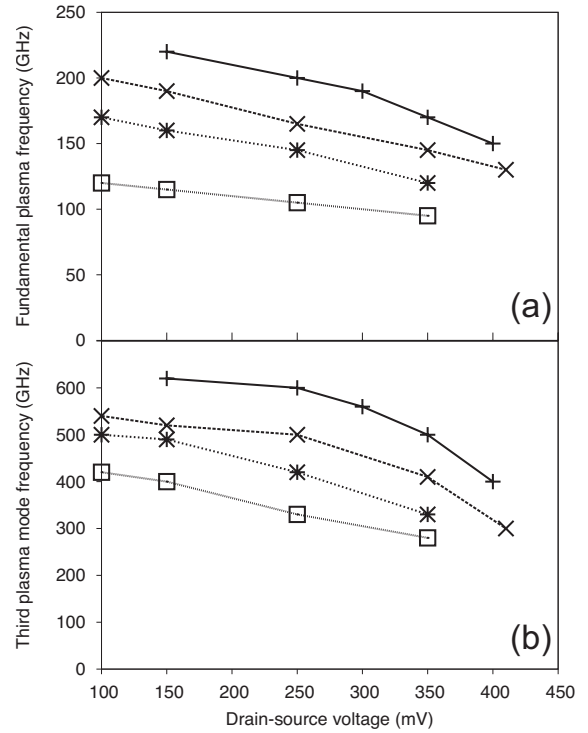 250
200
150
100
50
0
Fundamental plasma frequency (GHz)
(a)
600
500
400
300
200
100
0
Third plasma mode frequency (GHz)
(b)
100 150 200 250 300 350 400 450
Drain-source voltage (mV)